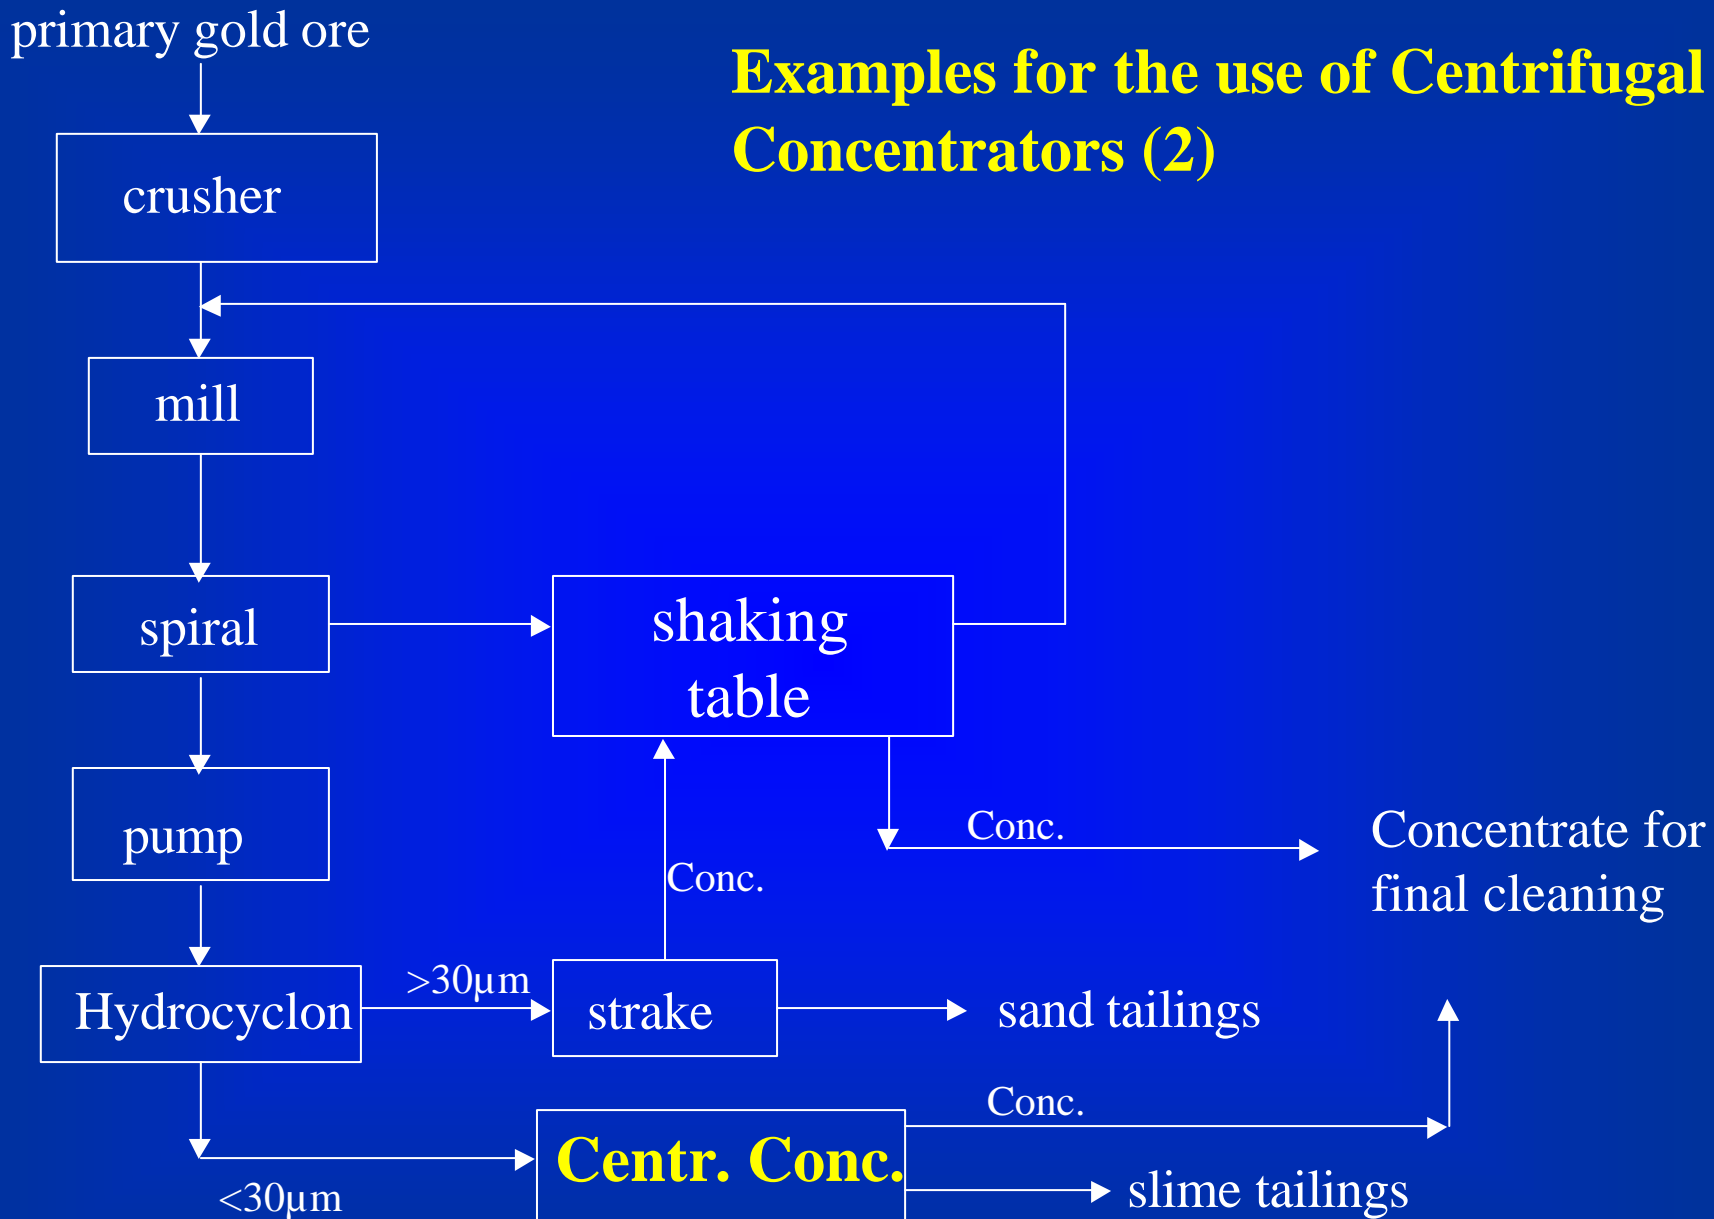 primary gold ore
Examples for the use of Centrifugal
Concentrators (2)
crusher
mill
spiral
shaking
table
pump
Conc.
Conc.
Concentrate for
final cleaning
Hydrocyclon
>30µm
strake
sand tailings
Conc.
Centr. Conc.
<30µm
slime tailings